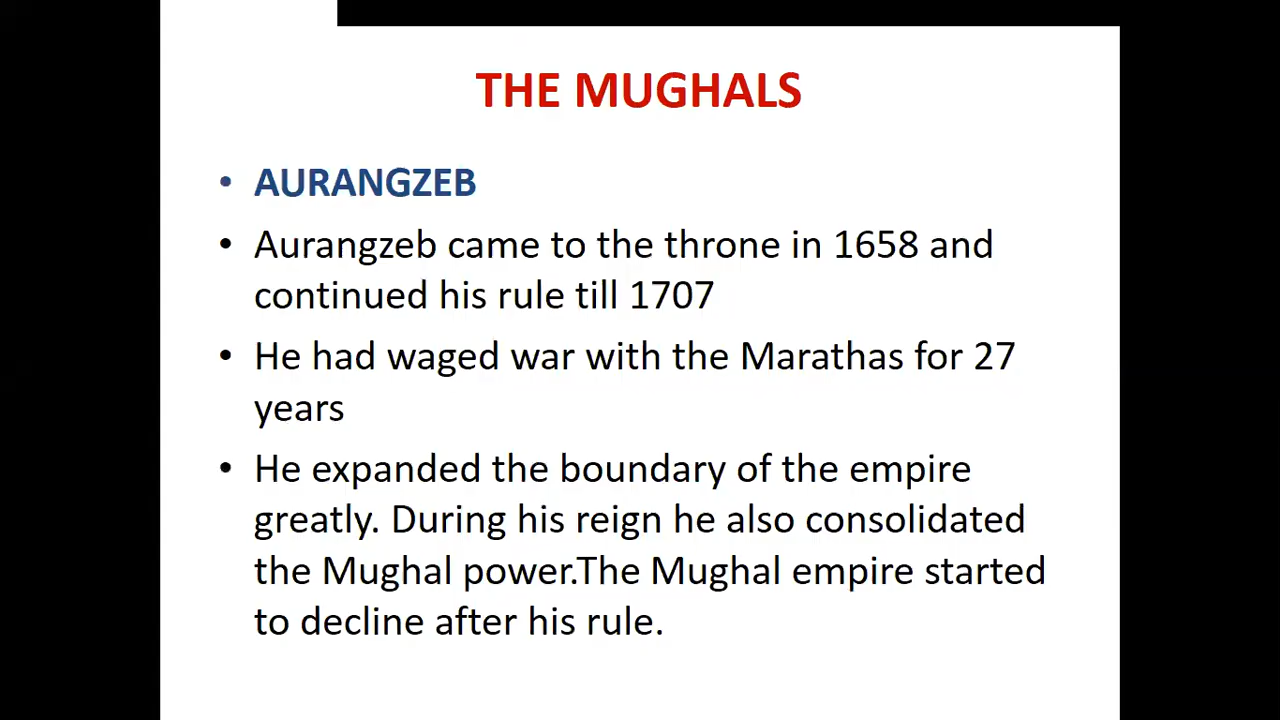 THE MUGHALS
• AURANGZEB
• Aurangzeb came to the throne in 1658 and
continued his rule till 1707
• He had waged war with the Marathas for 27
years
• He expanded the boundary of the empire
greatly. During his reign he also consolidated
the Mughal power.The Mughal empire started
to decline after his rule.